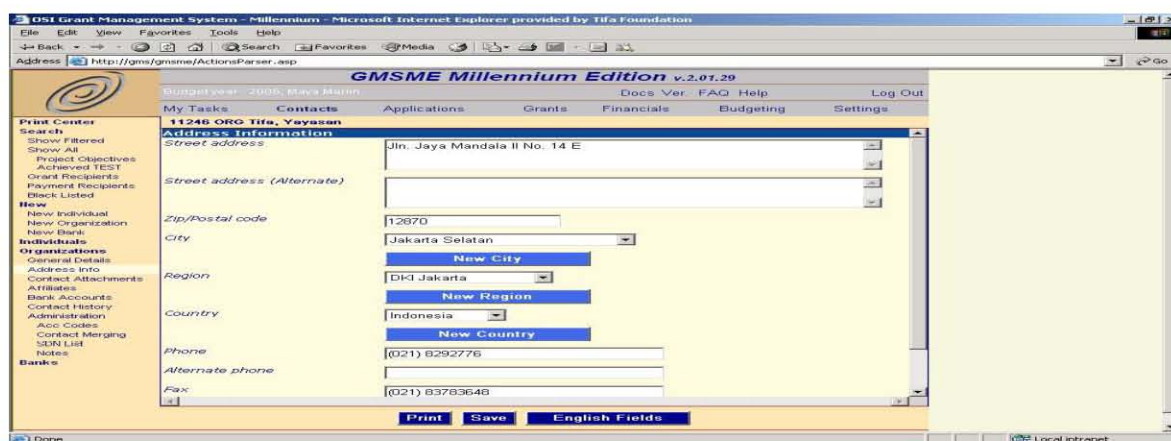 OSI Grant Management System - Millennium - Microsoft Internet Explorer provided by Tifa Foundation
File Edit View Favorites Tools Help
Back Search Favorites Media
Address http://gms/gmsme/ActionsParser.asp Go
GMSME Millennium Edition v.2.01.29
Budget year - 2006, Maya Docs Ver. FAQ Help Log Out
My Tasks Contacts Applications Grants Financials Budgeting Settings
Print Center
Search
Show Filtered
Show All
Project Objectives
Achieved TEST
Grant Recipients
Payment Recipients
Black Listed
New
New Individual
New Organization
New Bank
Individuals
Organizations
General Details
Address Info
Contact Attachments
Affiliates
Bank Accounts
Contact History
Administration
Acc Codes
Contact Merging
SDN List
Notes
Banks
11246 ORG Tifa, Yayasan
Address Information
Street address Jln. Jaya Mandala II No. 14 E
Street address (Alternate)
Zip/Postal code 12870
City Jakarta Selatan
New City
Region DKI Jakarta
New Region
Country Indonesia
New Country
Phone (021) 8292776
Alternate phone
Fax (021) 83783648
Print Save English Fields
Done Local intranet